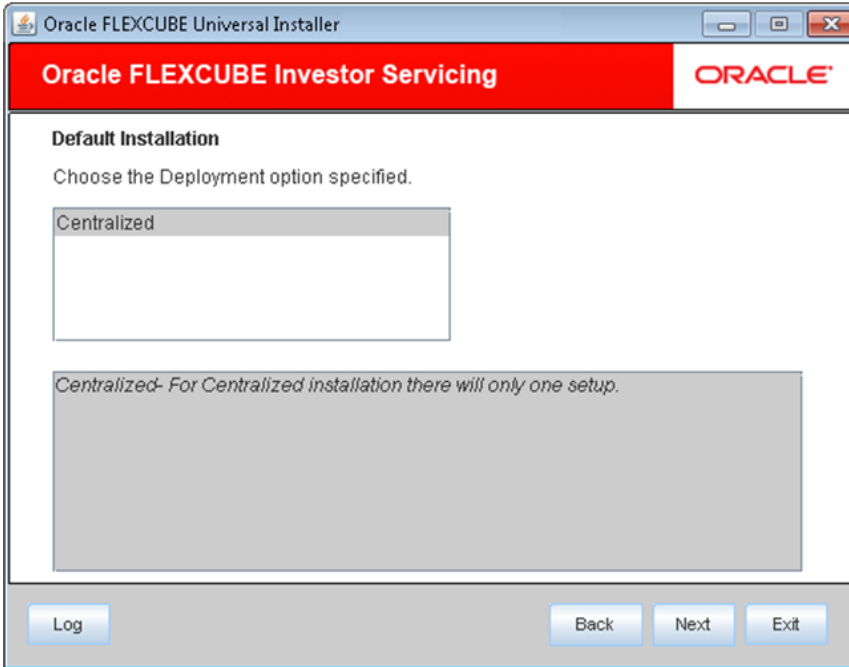 Oracle FLEXCUBE Universal Installer
Oracle FLEXCUBE Investor Servicing
ORACLE
Default Installation
Choose the Deployment option specified.
Centralized
Centralized- For Centralized installation there will only one setup.
Log
Back
Next
Exit